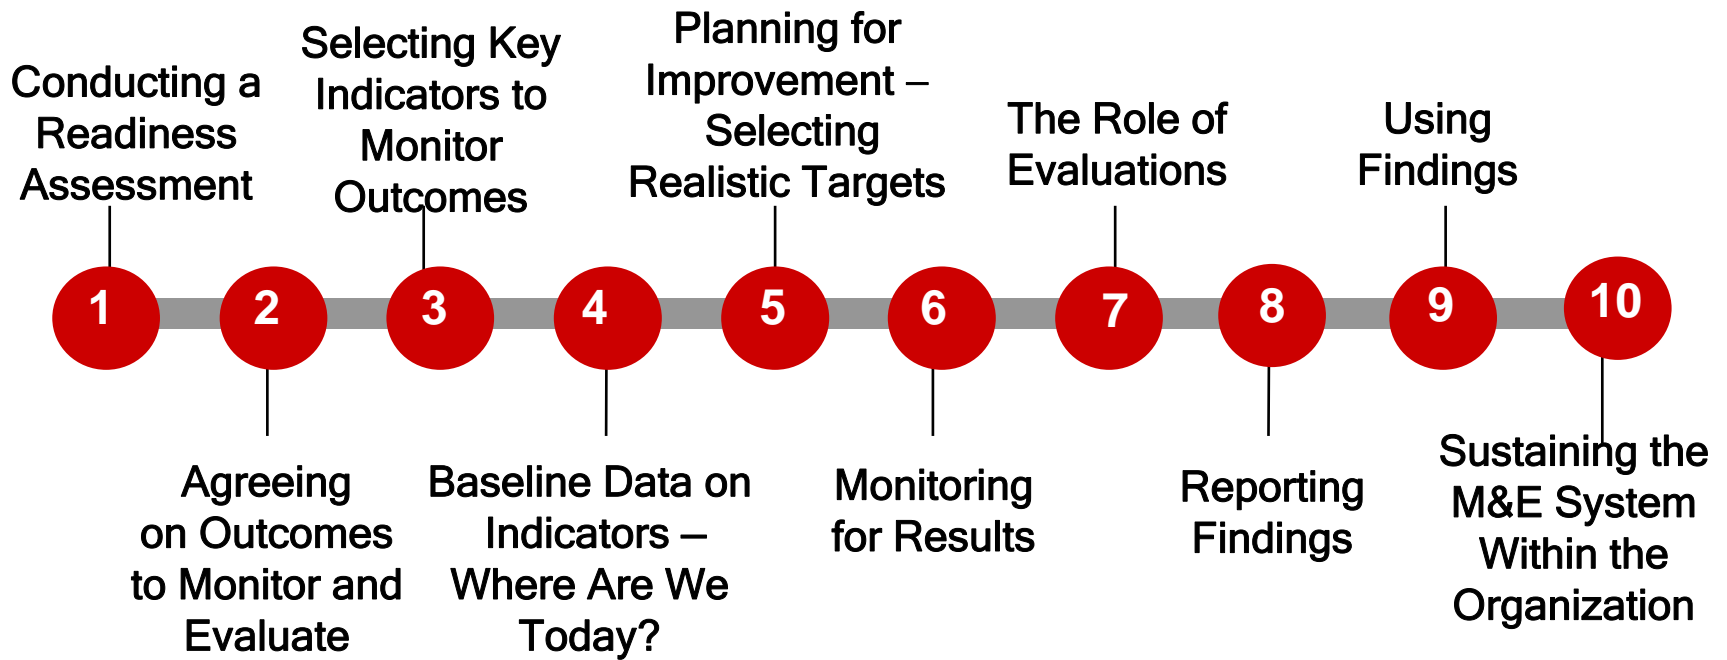 Conducting a
Readiness
Assessment
Selecting Key
Indicators to
Monitor
Outcomes
Planning for
Improvement –
Selecting
Realistic Targets
The Role of
Evaluations
Using
Findings
1
2
3
4
5
6
7
8
9
10
Agreeing
on Outcomes
to Monitor and
Evaluate
Baseline Data on
Indicators –
Where Are We
Today?
Monitoring
for Results
Reporting
Findings
Sustaining the
M&E System
Within the
Organization